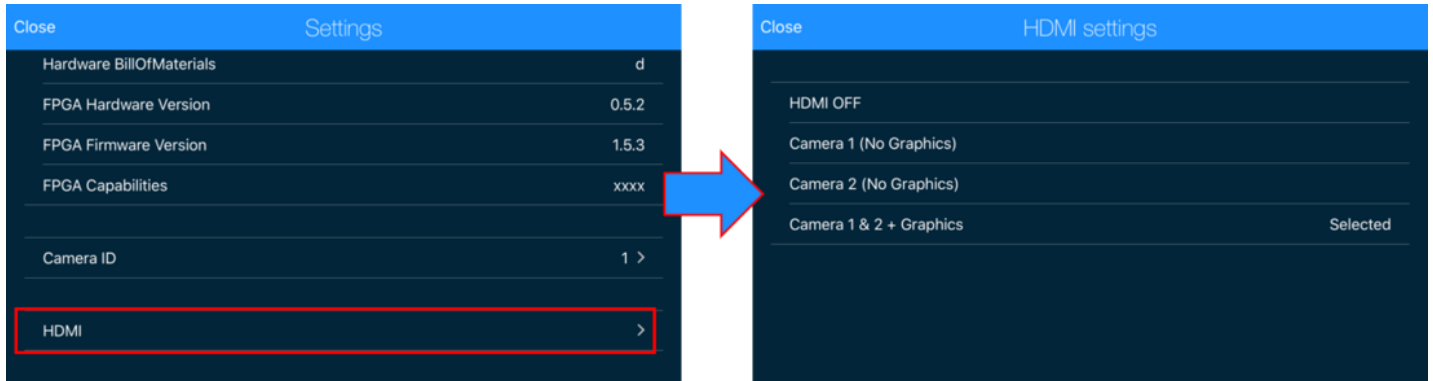 Close Settings
Hardware BillOfMaterials d
FPGA Hardware Version 0.5.2
FPGA Firmware Version 1.5.3
FPGA Capabilities xxxx
Camera ID 1 >
HDMI >
Close HDMI settings
HDMI OFF
Camera 1 (No Graphics)
Camera 2 (No Graphics)
Camera 1 & 2 + Graphics Selected